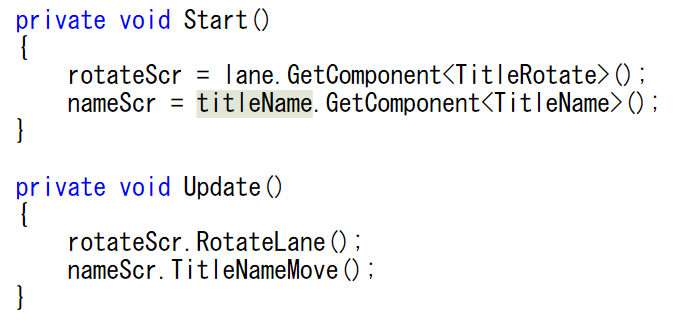 private void Start()
{
    rotateScr = lane.GetComponent<TitleRotate>();
    nameScr = titleName.GetComponent<TitleName>();
}

private void Update()
{
    rotateScr.RotateLane();
    nameScr.TitleNameMove();
}